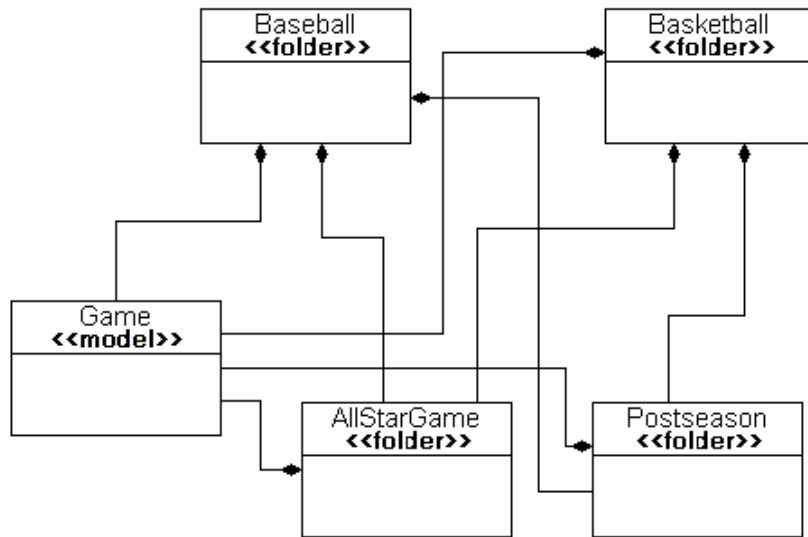 Baseball
<<folder>>
Basketball
<<folder>>
Game
<<model>>
AllStarGame
<<folder>>
Postseason
<<folder>>